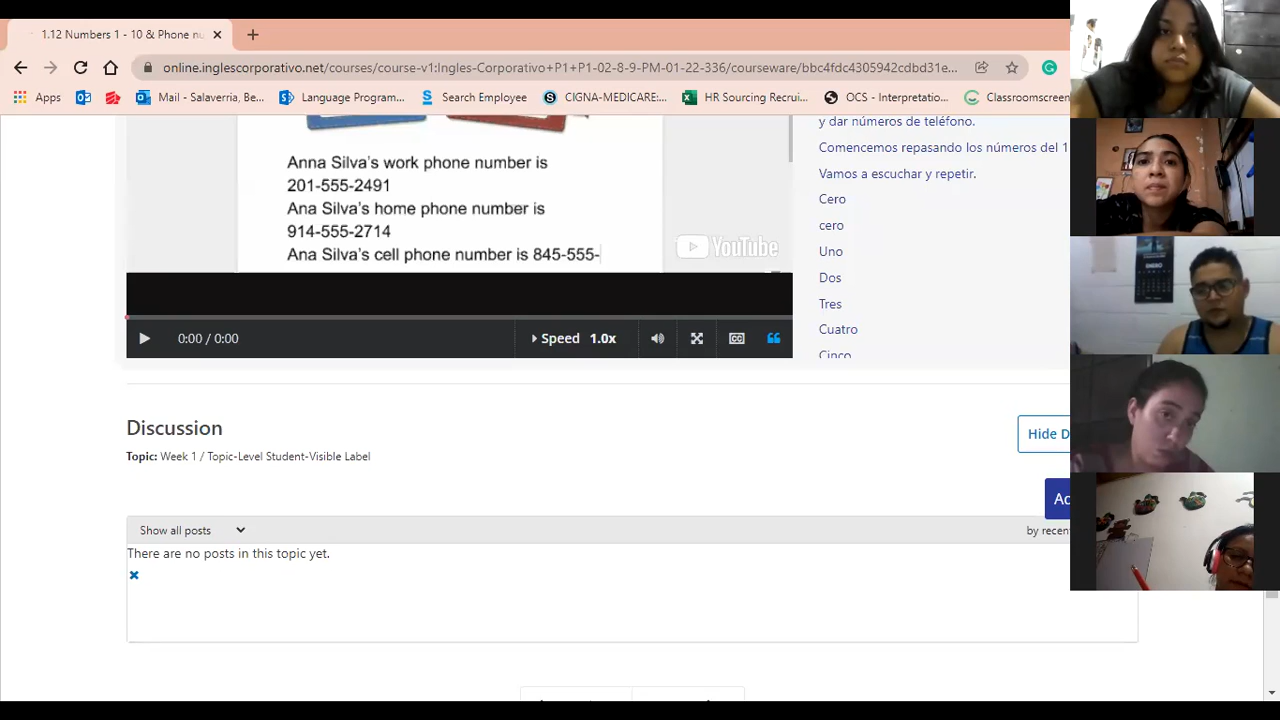 1.12 Numbers 1 - 10 & Phone nu
online.inglescorporativo.net/courses/course-v1:Ingles-Corporativo+P1+P1-02-8-9-PM-01-22-336/courseware/bbc4fdc4305942cdbd31e...
Apps Mail - Salaverria, Be... Language Program... Search Employee CIGNA-MEDICARE:... HR Sourcing Recrui... OCS - Interpretatio... Classroomscreen
Anna Silva's work phone number is
201-555-2491
Ana Silva's home phone number is
914-555-2714
Ana Silva's cell phone number is 845-555-
YouTube
0:00 / 0:00 Speed 1.0x
y dar números de teléfono.
Comencemos repasando los números del 1
Vamos a escuchar y repetir.
Cero
cero
Uno
Dos
Tres
Cuatro
Cinco
Discussion
Hide D
Topic: Week 1 / Topic-Level Student-Visible Label
Ad
Show all posts
by recen
There are no posts in this topic yet.
ENERO